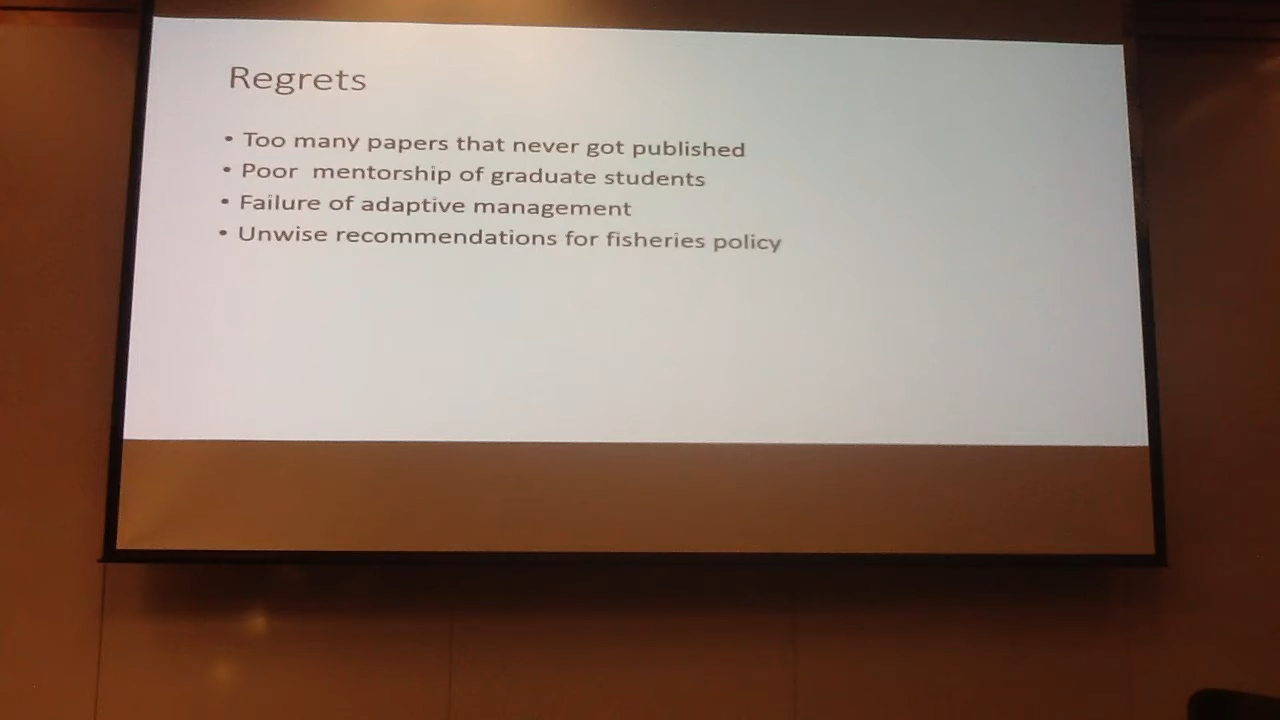 Regrets
• Too many papers that never got published
• Poor  mentorship of graduate students
• Failure of adaptive management
• Unwise recommendations for fisheries policy